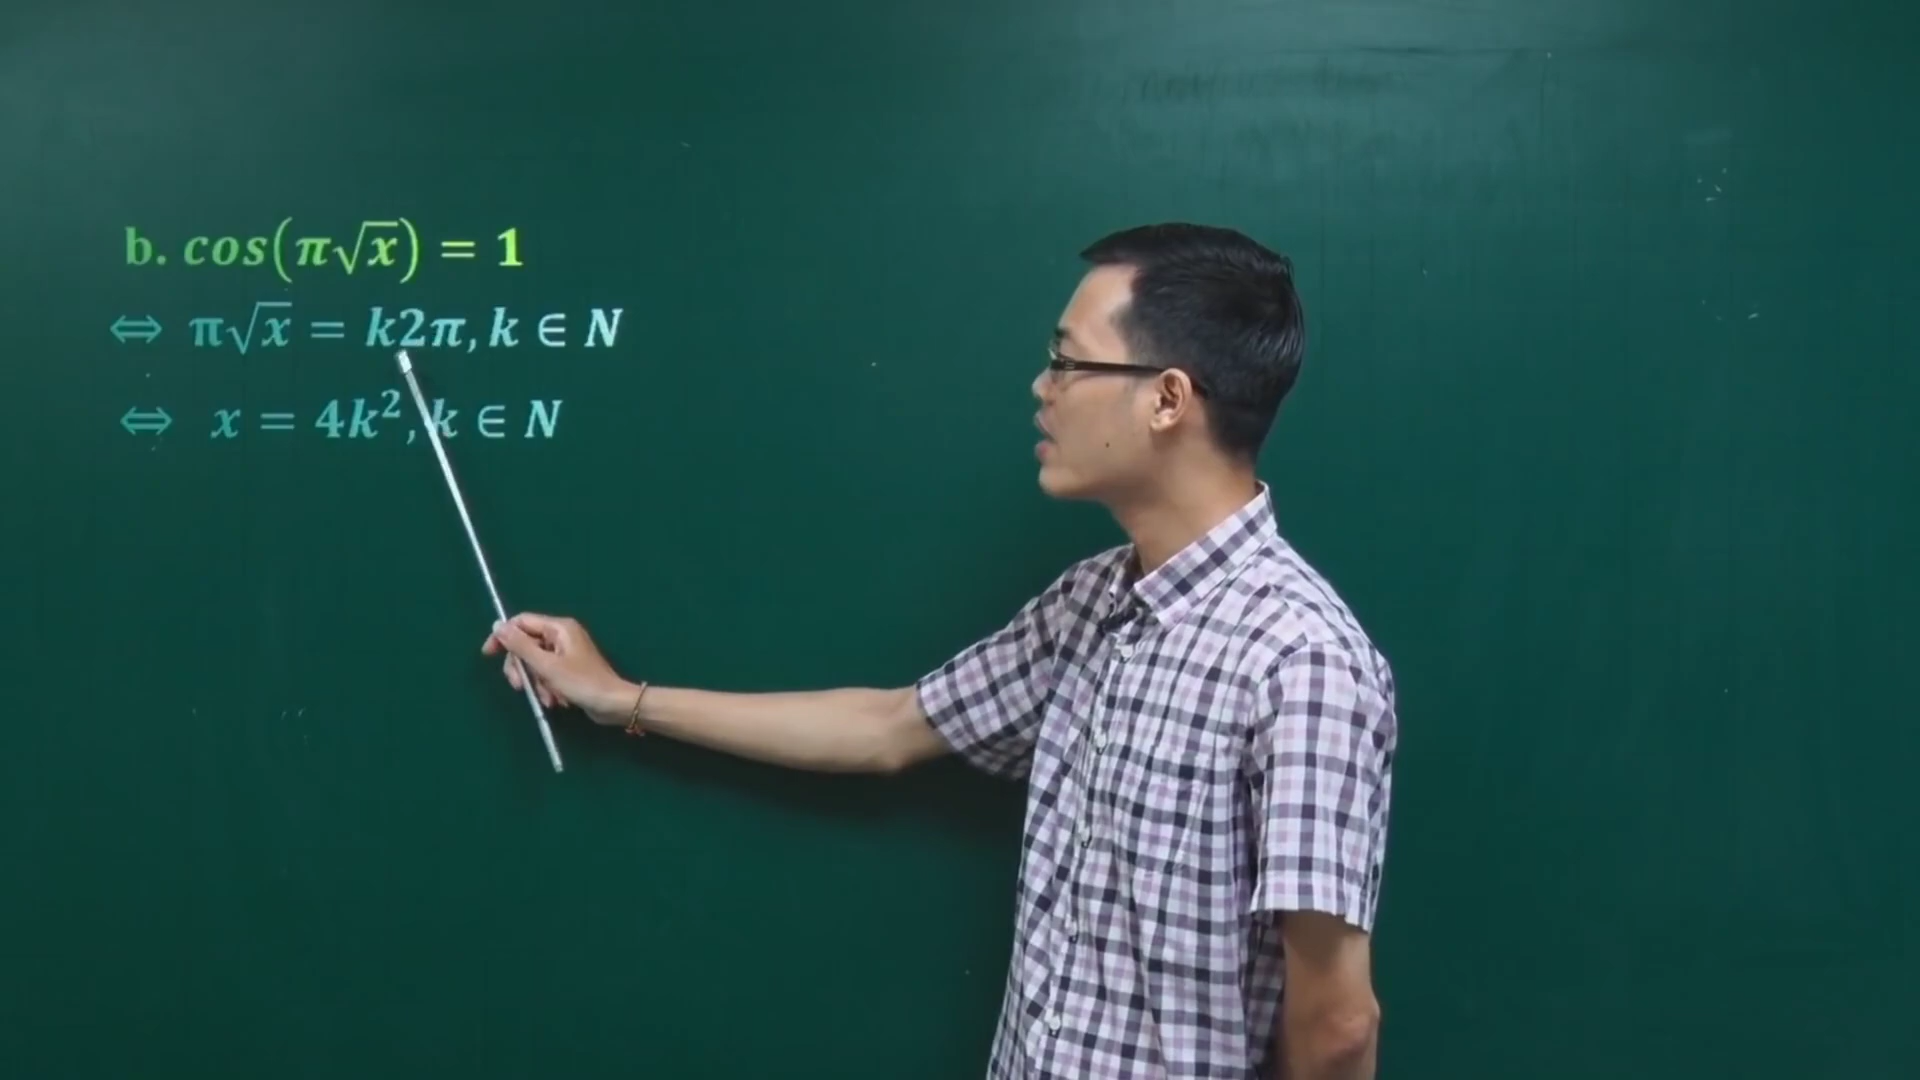 b. cos(π√x) = 1
⇔ π√x = k2π, k ∈ N
⇔ x = 4k², k ∈ N